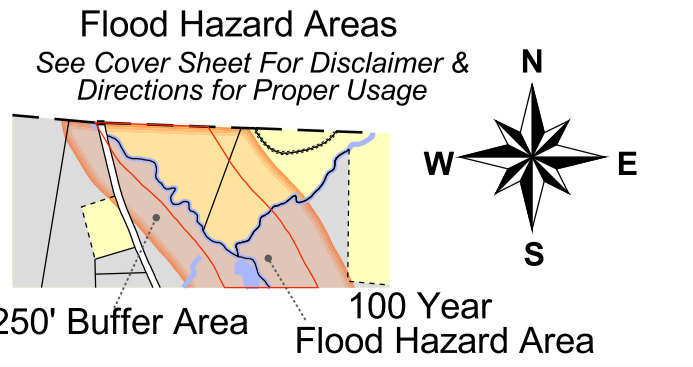 Flood Hazard Areas
See Cover Sheet For Disclaimer &
Directions for Proper Usage
N
W
E
S
250' Buffer Area
100 Year
Flood Hazard Area